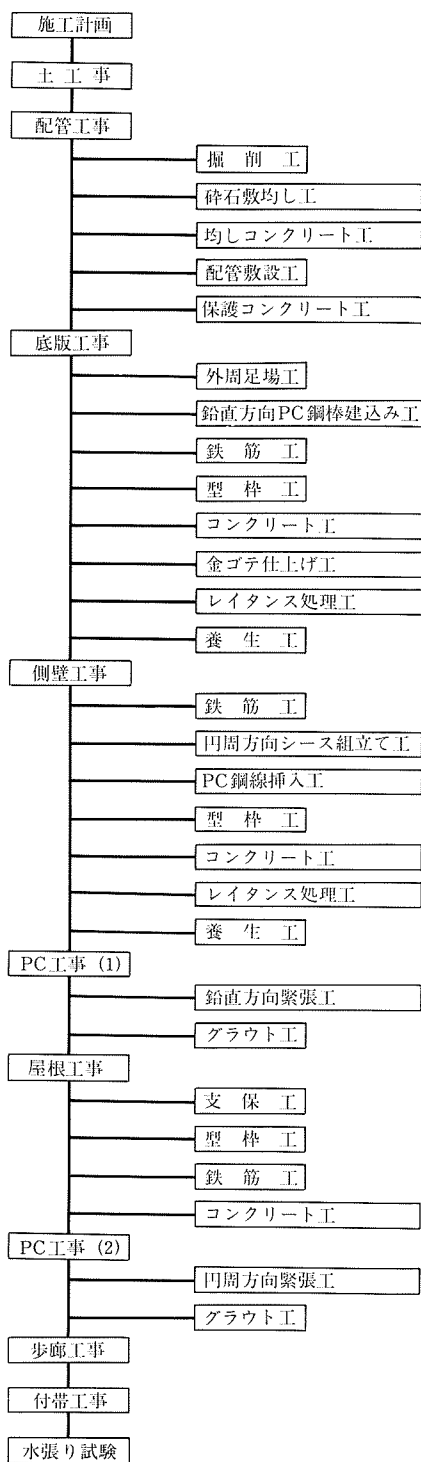 施工計画
土工事
配管工事
掘削工
砕石敷均し工
均しコンクリート工
配管敷設工
保護コンクリート工
底版工事
外周足場工
鉛直方向PC鋼棒建込み工
鉄筋工
型枠工
コンクリート工
金ゴテ仕上げ工
レイタンス処理工
養生工
側壁工事
鉄筋工
円周方向シース組立て工
PC鋼線挿入工
型枠工
コンクリート工
レイタンス処理工
養生工
PC工事 (1)
鉛直方向緊張工
グラウト工
屋根工事
支保工
型枠工
鉄筋工
コンクリート工
PC工事 (2)
円周方向緊張工
グラウト工
歩廊工事
付帯工事
水張り試験